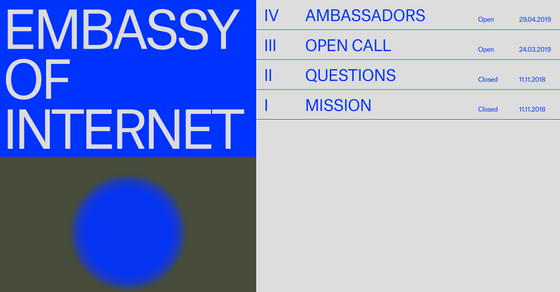 EMBASSY
OF
INTERNET
IV AMBASSADORS Open 29.04.2019
III OPEN CALL Open 24.03.2019
II QUESTIONS Closed 11.11.2018
I MISSION Closed 11.11.2018